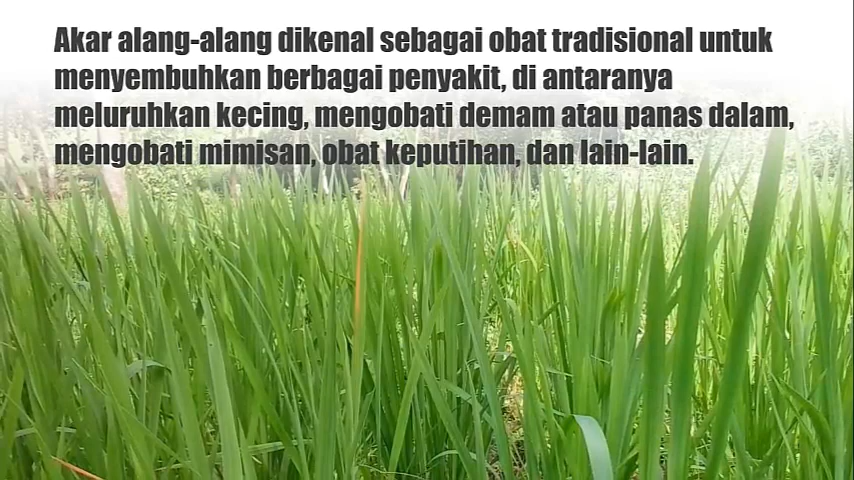 Akar alang-alang dikenal sebagai obat tradisional untuk
menyembuhkan berbagai penyakit, di antaranya
meluruhkan kecing, mengobati demam atau panas dalam,
mengobati mimisan, obat keputihan, dan lain-lain.